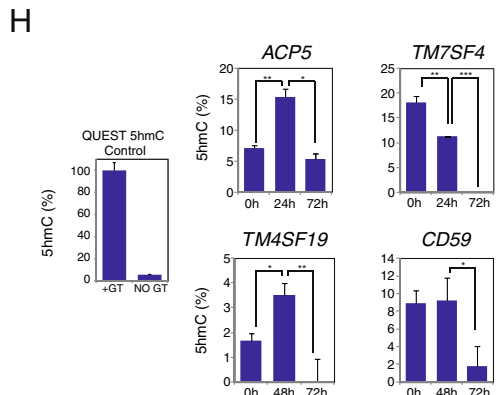 H
QUEST 5hmC
Control
5hmC (%)
100
80
60
40
20
0
+GT NO GT
ACP5
5hmC (%)
20
15
10
5
0
** *
0h 24h 72h
TM7SF4
25
20
15
10
5
0
** ***
0h 24h 72h
TM4SF19
5hmC (%)
5
4
3
2
1
0
* **
0h 48h 72h
CD59
14
12
10
8
6
4
2
0
*
0h 48h 72h